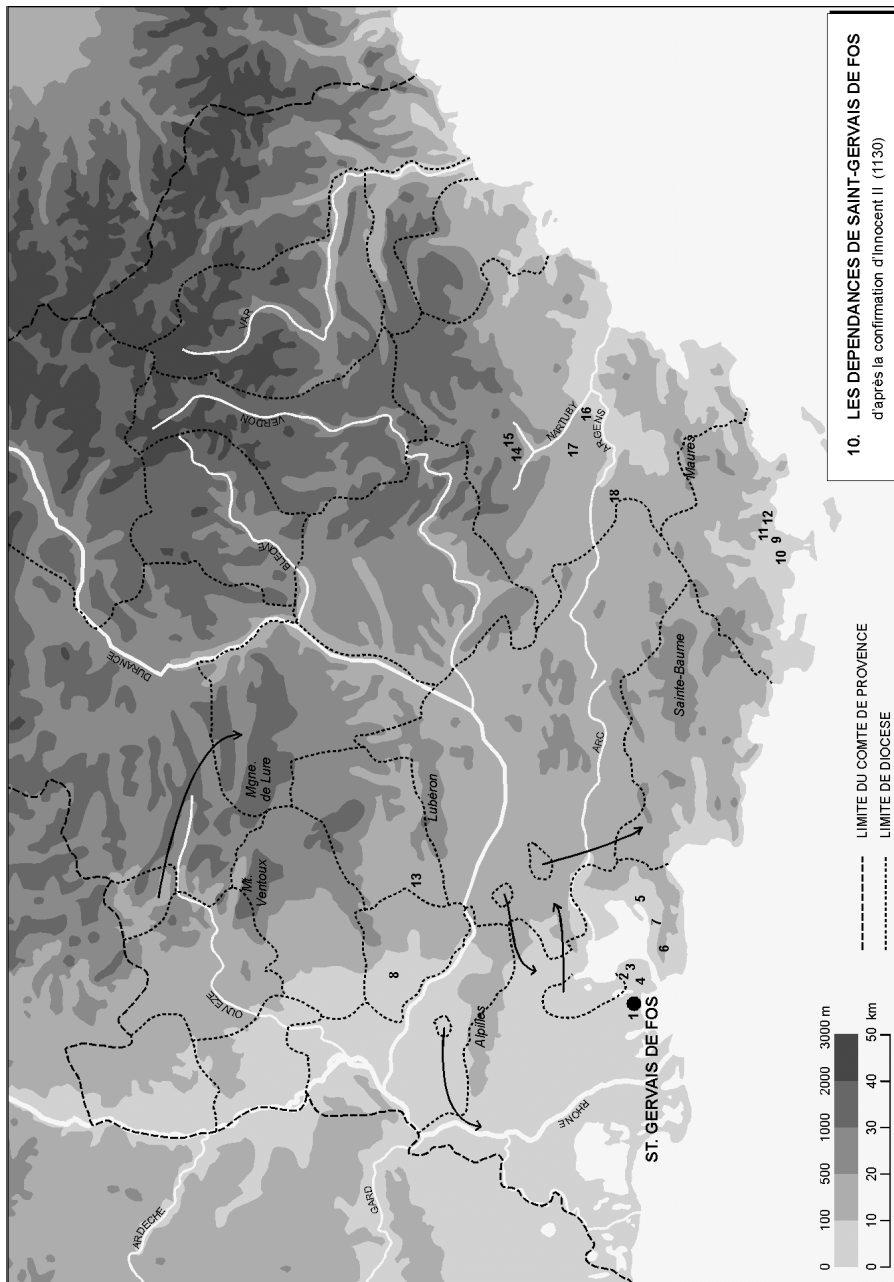 10. LES DEPENDANCES DE SAINT-GERVAIS DE FOS
d'après la confirmation d'Innocent II (1130)
VAR
VERDON
BLEONE
DURANCE
NARTUBY
ARGENS
15
14
16
17
18
Maures
11
12
9
10
Mgne.
de Lure
Mt.
Ventoux
Lubéron
13
Sainte-Baume
ARC
OUVEZE
8
Alpilles
5
7
6
2
3
4
1
ST. GERVAIS DE FOS
RHONE
ARDECHE
GARD
LIMITE DU COMTE DE PROVENCE
LIMITE DE DIOCESE
0 100 500 1000 2000 3000 m
0 10 20 30 40 50 km